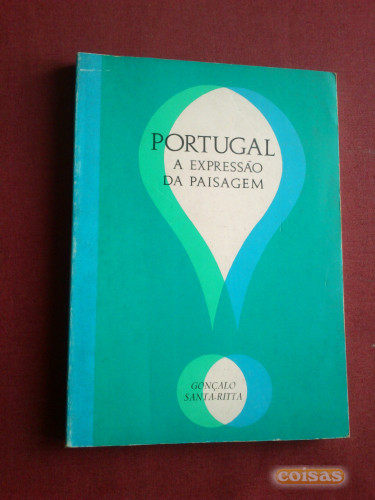 PORTUGAL
A EXPRESSÃO
DA PAISAGEM
GONÇALO
SANTA-RITTA
coisas